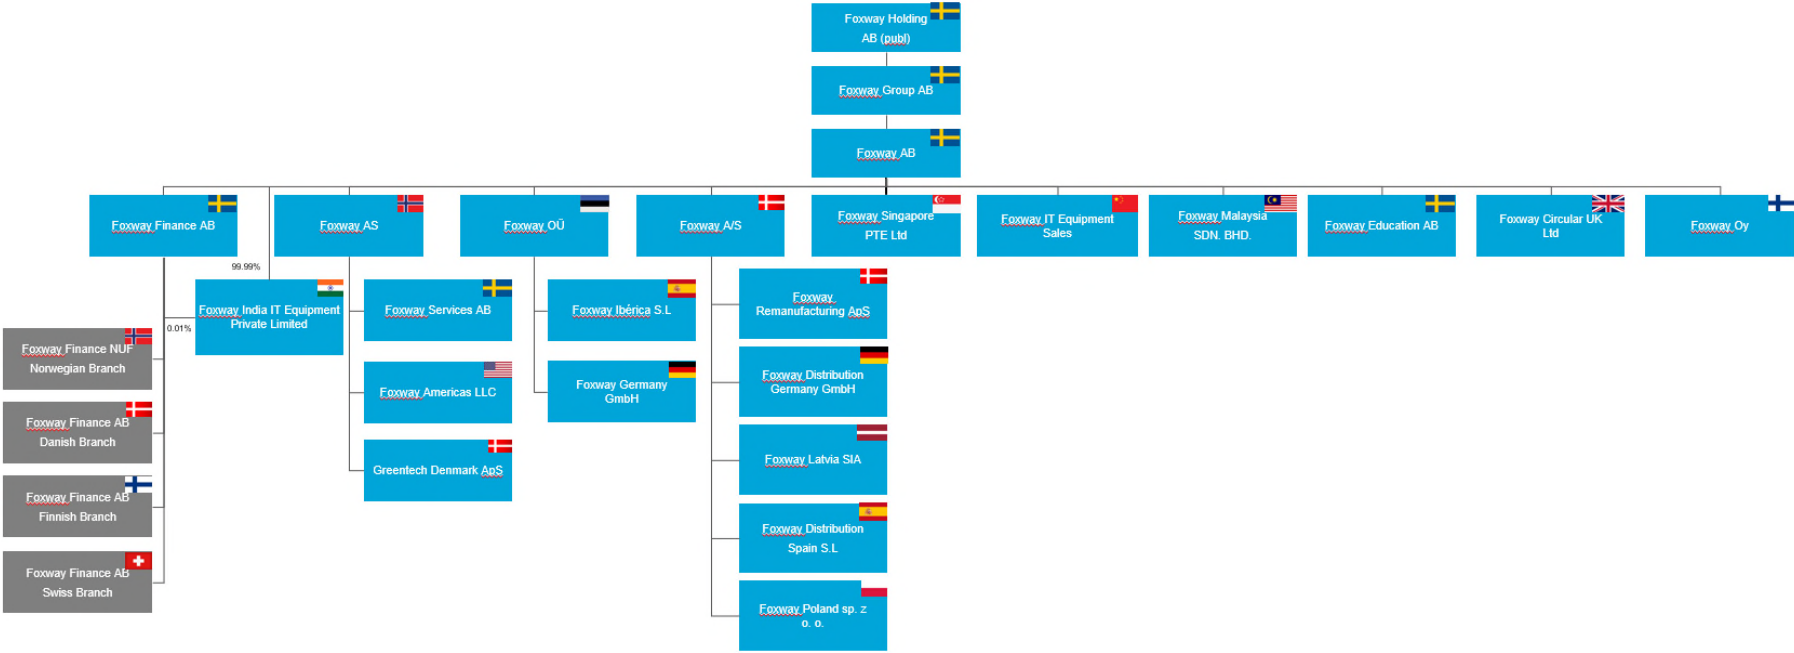 Foxway Holding
AB (publ)
Foxway Group AB
Foxway AB
Foxway Finance AB
Foxway AS
Foxway OÜ
Foxway A/S
Foxway Singapore
PTE Ltd
Foxway IT Equipment
Sales
Foxway Malaysia
SDN. BHD.
Foxway Education AB
Foxway Circular UK
Ltd
Foxway Oy
99.99%
0.01%
Foxway India IT Equipment
Private Limited
Foxway Finance NUF
Norwegian Branch
Foxway Finance AB
Danish Branch
Foxway Finance AB
Finnish Branch
Foxway Finance AB
Swiss Branch
Foxway Services AB
Foxway Americas LLC
Greentech Denmark ApS
Foxway Ibérica S.L
Foxway Germany
GmbH
Foxway
Remanufacturing ApS
Foxway Distribution
Germany GmbH
Foxway Latvia SIA
Foxway Distribution
Spain S.L
Foxway Poland sp. z
o. o.